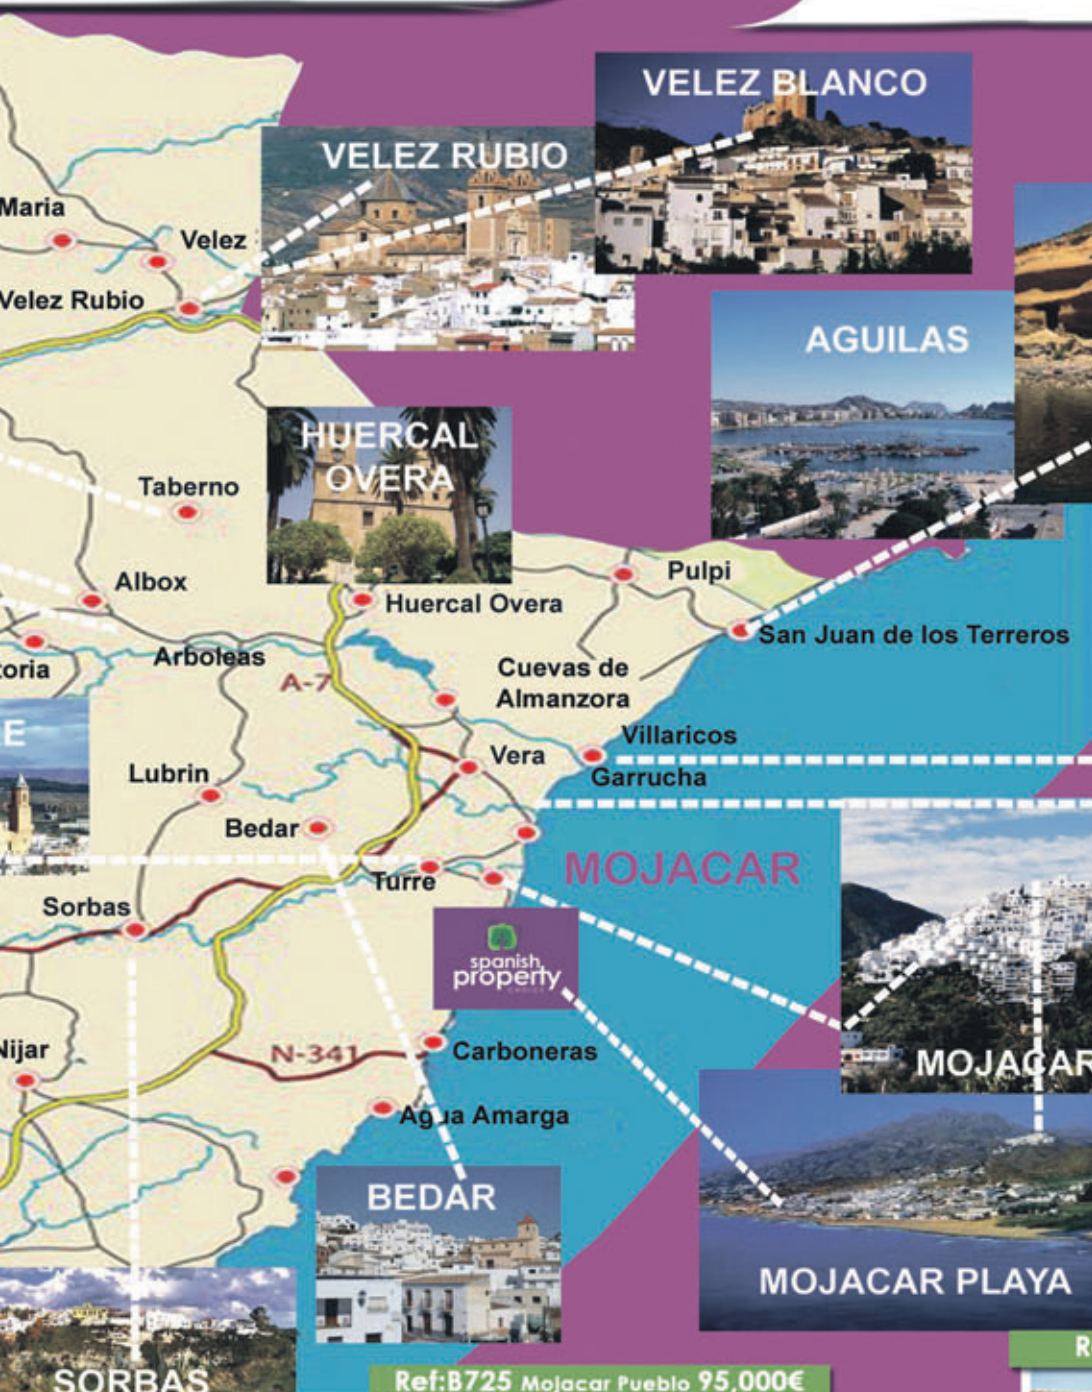 VELEZ BLANCO
VELEZ RUBIO
Maria
Velez
Velez Rubio
AGUILAS
HUERCAL
OVERA
Taberno
Albox
Pulpi
Huercal Overa
San Juan de los Terreros
toria
Arboleas
Cuevas de
Almanzora
A-7
E
Villaricos
Vera
Garrucha
Lubrin
Bedar
MOJACAR
Turre
Sorbas
spanish
property
Nijar
N-341
Carboneras
MOJACAR
Agua Amarga
BEDAR
MOJACAR PLAYA
SORBAS
Ref:B725 Mojacar Pueblo 95,000€
R